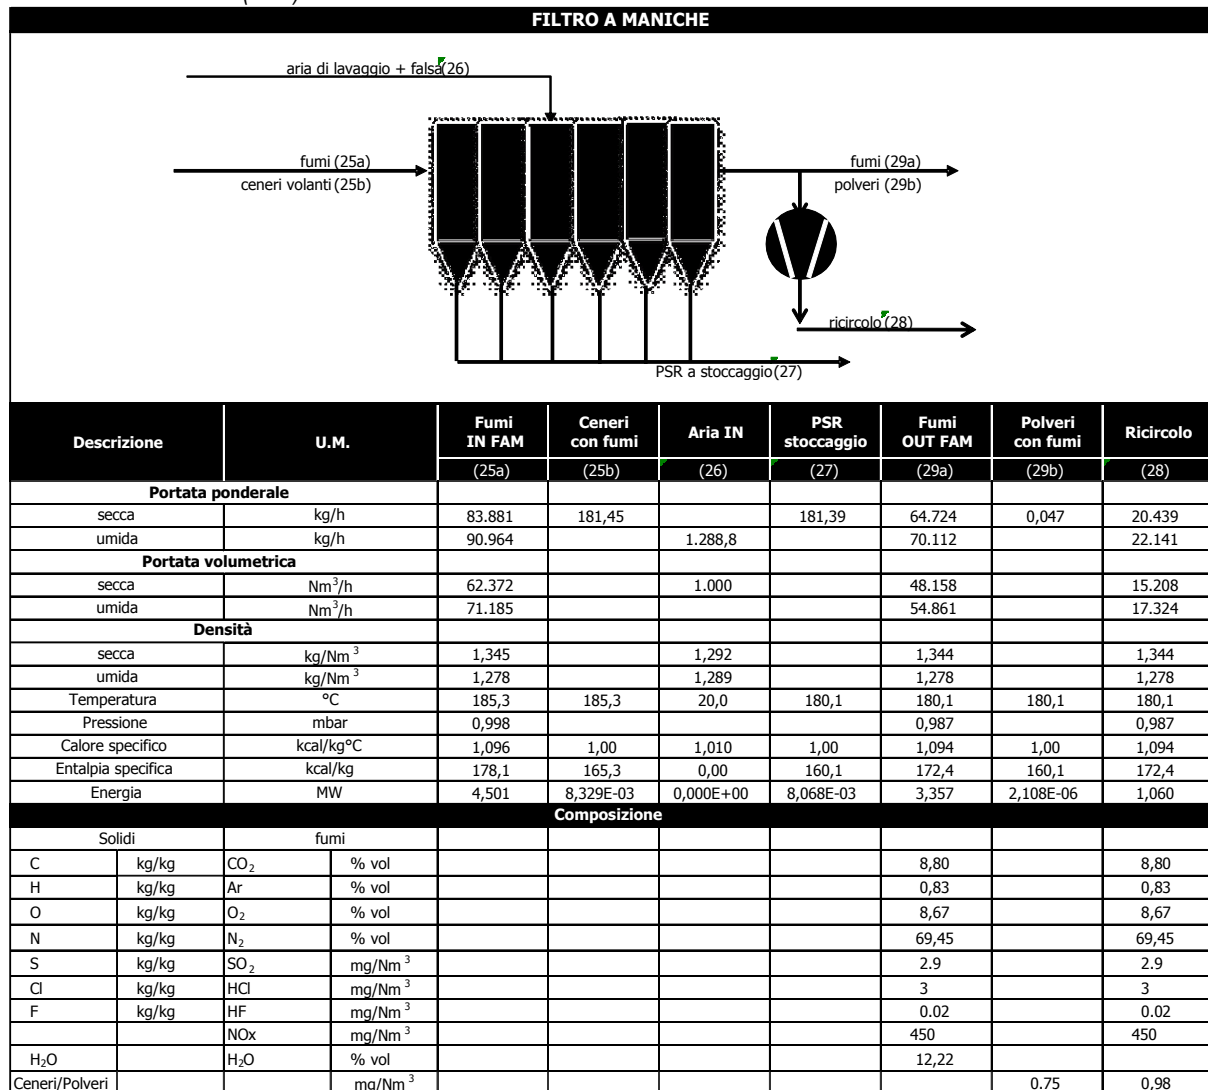 FILTRO A MANICHE
aria di lavaggio + falsa(26)
fumi (25a)
ceneri volanti (25b)
fumi (29a)
polveri (29b)
ricircolo (28)
PSR a stoccaggio(27)
Descrizione U.M. Fumi IN FAM Ceneri con fumi Aria IN PSR stoccaggio Fumi OUT FAM Polveri con fumi Ricircolo
(25a) (25b) (26) (27) (29a) (29b) (28)
Portata ponderale
secca kg/h 83.881 181,45 181,39 64.724 0,047 20.439
umida kg/h 90.964 1.288,8 70.112 22.141
Portata volumetrica
secca Nm³/h 62.372 1.000 48.158 15.208
umida Nm³/h 71.185 54.861 17.324
Densità
secca kg/Nm³ 1,345 1,292 1,344 1,344
umida kg/Nm³ 1,278 1,289 1,278 1,278
Temperatura °C 185,3 185,3 20,0 180,1 180,1 180,1 180,1
Pressione mbar 0,998 0,987 0,987
Calore specifico kcal/kg°C 1,096 1,00 1,010 1,00 1,094 1,00 1,094
Entalpia specifica kcal/kg 178,1 165,3 0,00 160,1 172,4 160,1 172,4
Energia MW 4,501 8,329E-03 0,000E+00 8,068E-03 3,357 2,108E-06 1,060
Composizione
Solidi fumi
C kg/kg CO₂ % vol 8,80 8,80
H kg/kg Ar % vol 0,83 0,83
O kg/kg O₂ % vol 8,67 8,67
N kg/kg N₂ % vol 69,45 69,45
S kg/kg SO₂ mg/Nm³ 2.9 2.9
Cl kg/kg HCl mg/Nm³ 3 3
F kg/kg HF mg/Nm³ 0.02 0.02
NOx mg/Nm³ 450 450
H₂O H₂O % vol 12,22
Ceneri/Polveri mg/Nm³ 0.75 0,98